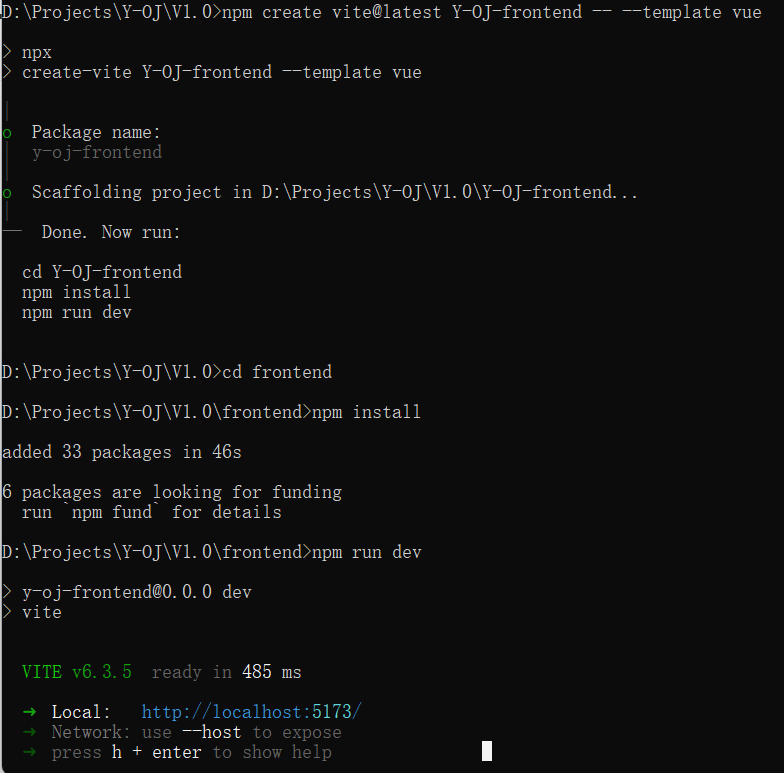 D:\Projects\Y-OJ\V1.0>npm create vite@latest Y-OJ-frontend -- --template vue
> npx
> create-vite Y-OJ-frontend --template vue
|
o  Package name:
|  y-oj-frontend
|
o  Scaffolding project in D:\Projects\Y-OJ\V1.0\Y-OJ-frontend...
|
—  Done. Now run:
cd Y-OJ-frontend
npm install
npm run dev
D:\Projects\Y-OJ\V1.0>cd frontend
D:\Projects\Y-OJ\V1.0\frontend>npm install
added 33 packages in 46s
6 packages are looking for funding
run `npm fund` for details
D:\Projects\Y-OJ\V1.0\frontend>npm run dev
> y-oj-frontend@0.0.0 dev
> vite
VITE v6.3.5  ready in 485 ms
➜  Local:   http://localhost:5173/
➜  Network: use --host to expose
➜  press h + enter to show help